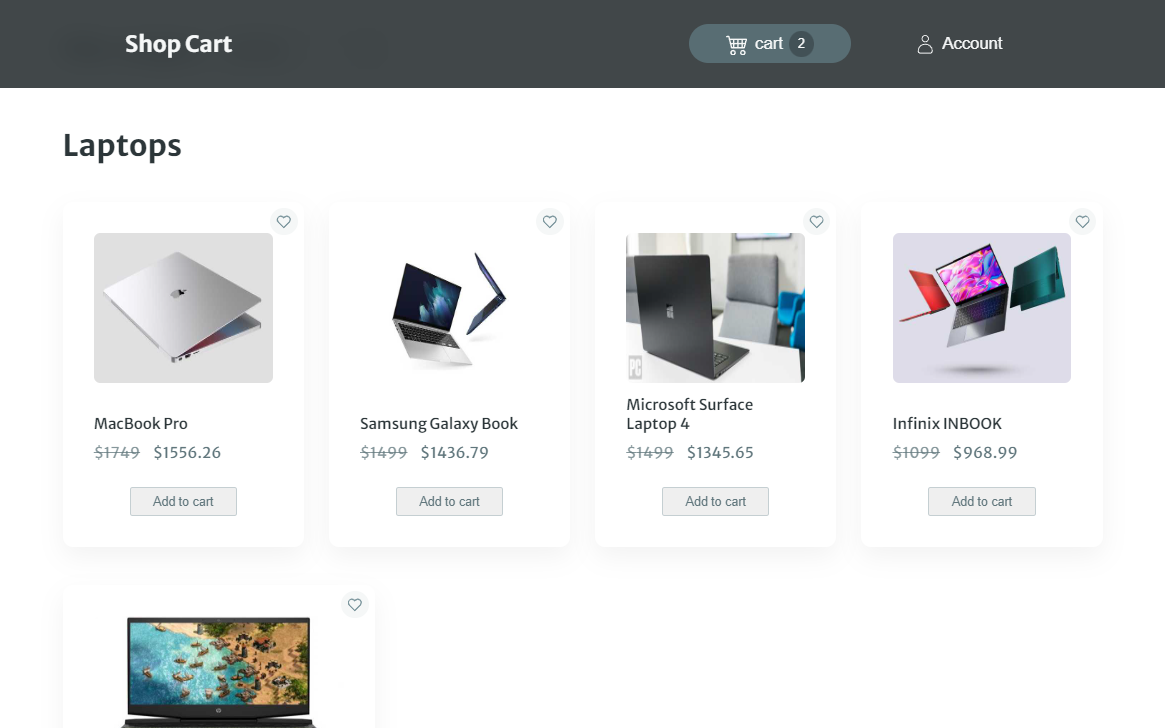 Shop Cart
cart 2
Account
Laptops
MacBook Pro
$1749 $1556.26
Add to cart
Samsung Galaxy Book
$1499 $1436.79
Add to cart
PC
Microsoft Surface
Laptop 4
$1499 $1345.65
Add to cart
Infinix INBOOK
$1099 $968.99
Add to cart